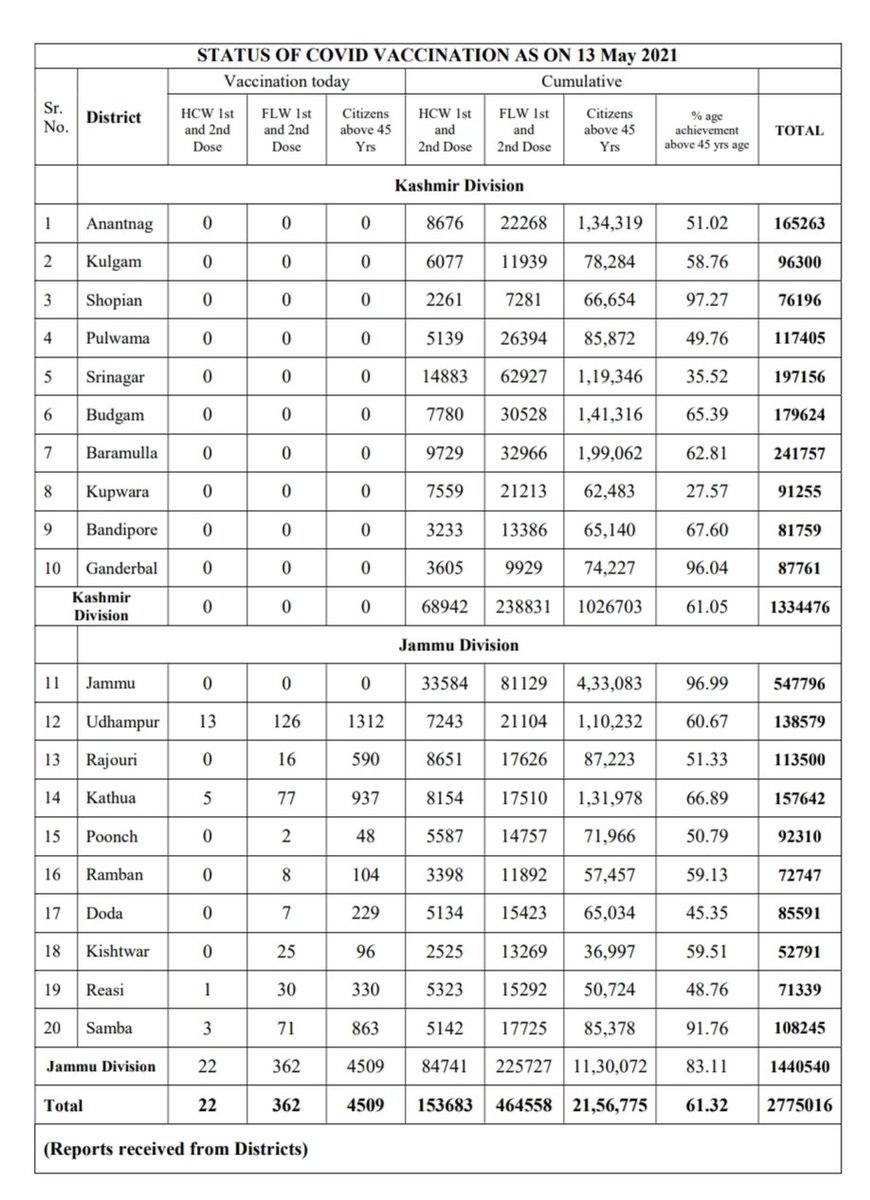 STATUS OF COVID VACCINATION AS ON 13 May 2021
Vaccination today Cumulative
Sr. No. District HCW 1st and 2nd Dose FLW 1st and 2nd Dose Citizens above 45 Yrs HCW 1st and 2nd Dose FLW 1st and 2nd Dose Citizens above 45 Yrs % age achievement above 45 yrs age TOTAL
Kashmir Division
1 Anantnag 0 0 0 8676 22268 1,34,319 51.02 165263
2 Kulgam 0 0 0 6077 11939 78,284 58.76 96300
3 Shopian 0 0 0 2261 7281 66,654 97.27 76196
4 Pulwama 0 0 0 5139 26394 85,872 49.76 117405
5 Srinagar 0 0 0 14883 62927 1,19,346 35.52 197156
6 Budgam 0 0 0 7780 30528 1,41,316 65.39 179624
7 Baramulla 0 0 0 9729 32966 1,99,062 62.81 241757
8 Kupwara 0 0 0 7559 21213 62,483 27.57 91255
9 Bandipore 0 0 0 3233 13386 65,140 67.60 81759
10 Ganderbal 0 0 0 3605 9929 74,227 96.04 87761
Kashmir Division 0 0 0 68942 238831 1026703 61.05 1334476
Jammu Division
11 Jammu 0 0 0 33584 81129 4,33,083 96.99 547796
12 Udhampur 13 126 1312 7243 21104 1,10,232 60.67 138579
13 Rajouri 0 16 590 8651 17626 87,223 51.33 113500
14 Kathua 5 77 937 8154 17510 1,31,978 66.89 157642
15 Poonch 0 2 48 5587 14757 71,966 50.79 92310
16 Ramban 0 8 104 3398 11892 57,457 59.13 72747
17 Doda 0 7 229 5134 15423 65,034 45.35 85591
18 Kishtwar 0 25 96 2525 13269 36,997 59.51 52791
19 Reasi 1 30 330 5323 15292 50,724 48.76 71339
20 Samba 3 71 863 5142 17725 85,378 91.76 108245
Jammu Division 22 362 4509 84741 225727 11,30,072 83.11 1440540
Total 22 362 4509 153683 464558 21,56,775 61.32 2775016
(Reports received from Districts)